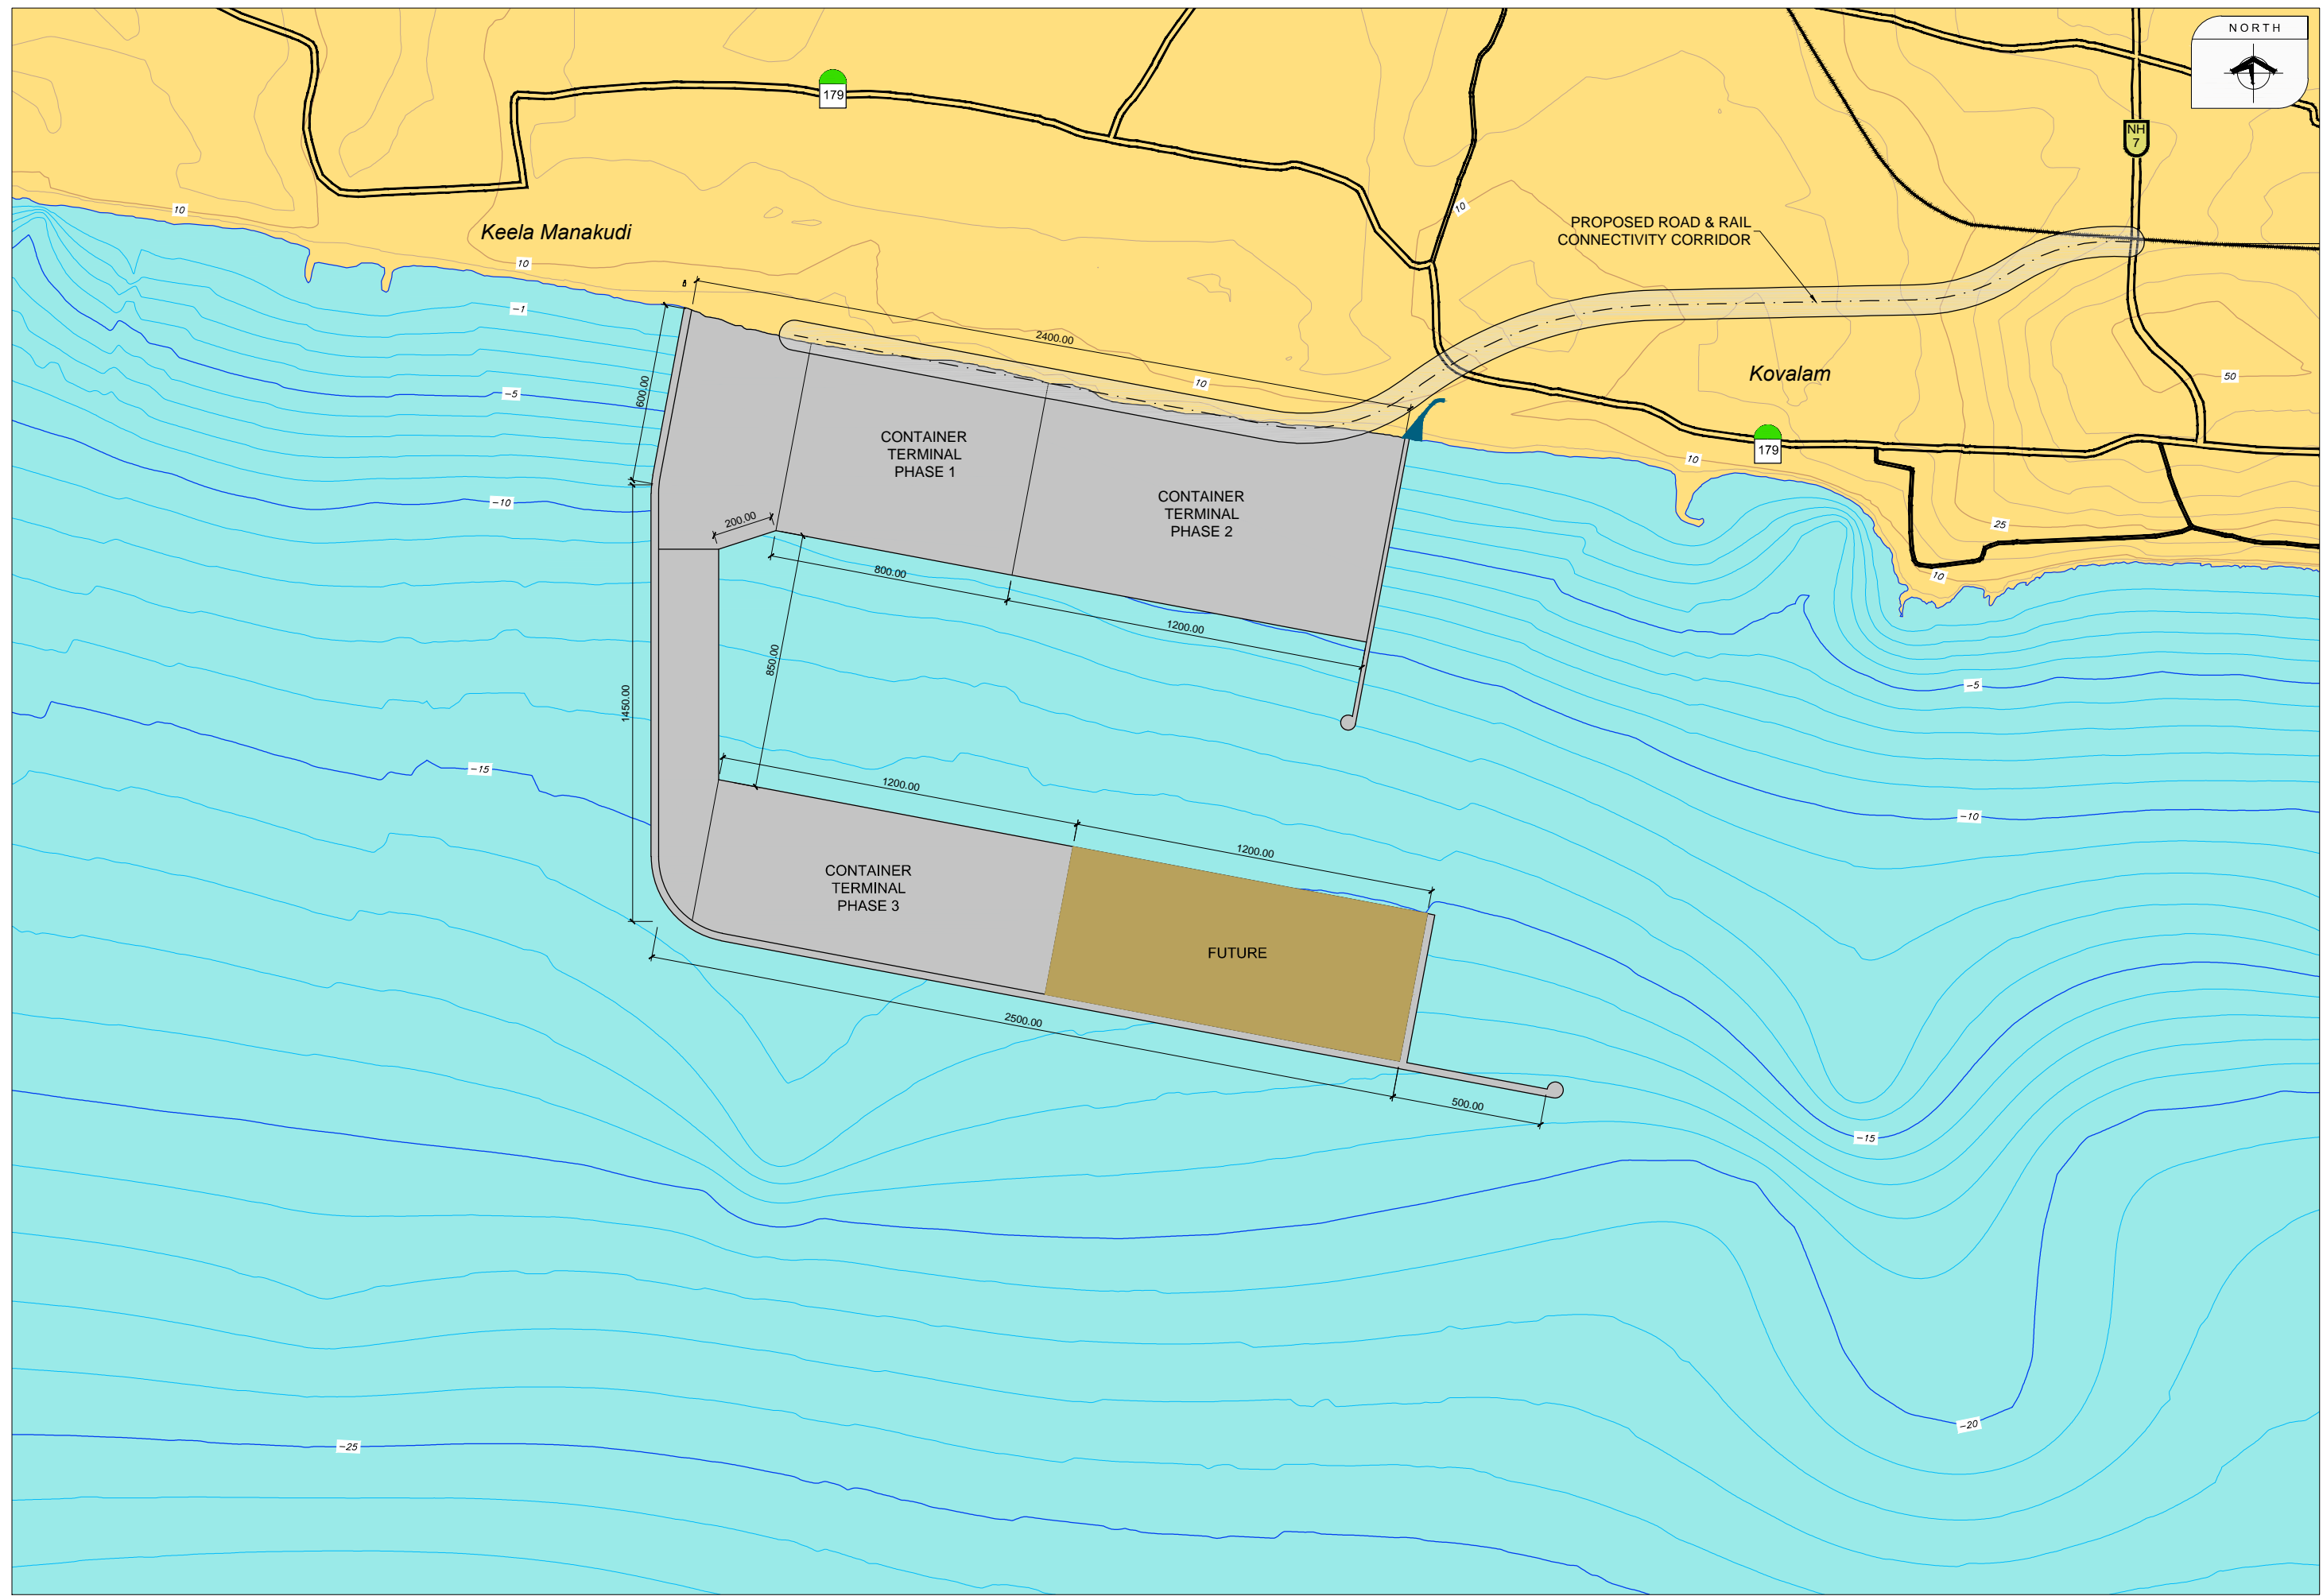 NORTH
179
NH
7
10
10
Keela Manakudi
PROPOSED ROAD & RAIL
CONNECTIVITY CORRIDOR
10
-1
2400.00
Kovalam
50
600.00
-5
10
CONTAINER
TERMINAL
PHASE 1
179
10
-10
CONTAINER
TERMINAL
PHASE 2
200.00
25
800.00
10
1200.00
850.00
-5
1450.00
-15
1200.00
-10
1200.00
CONTAINER
TERMINAL
PHASE 3
FUTURE
2500.00
500.00
-15
-20
-25